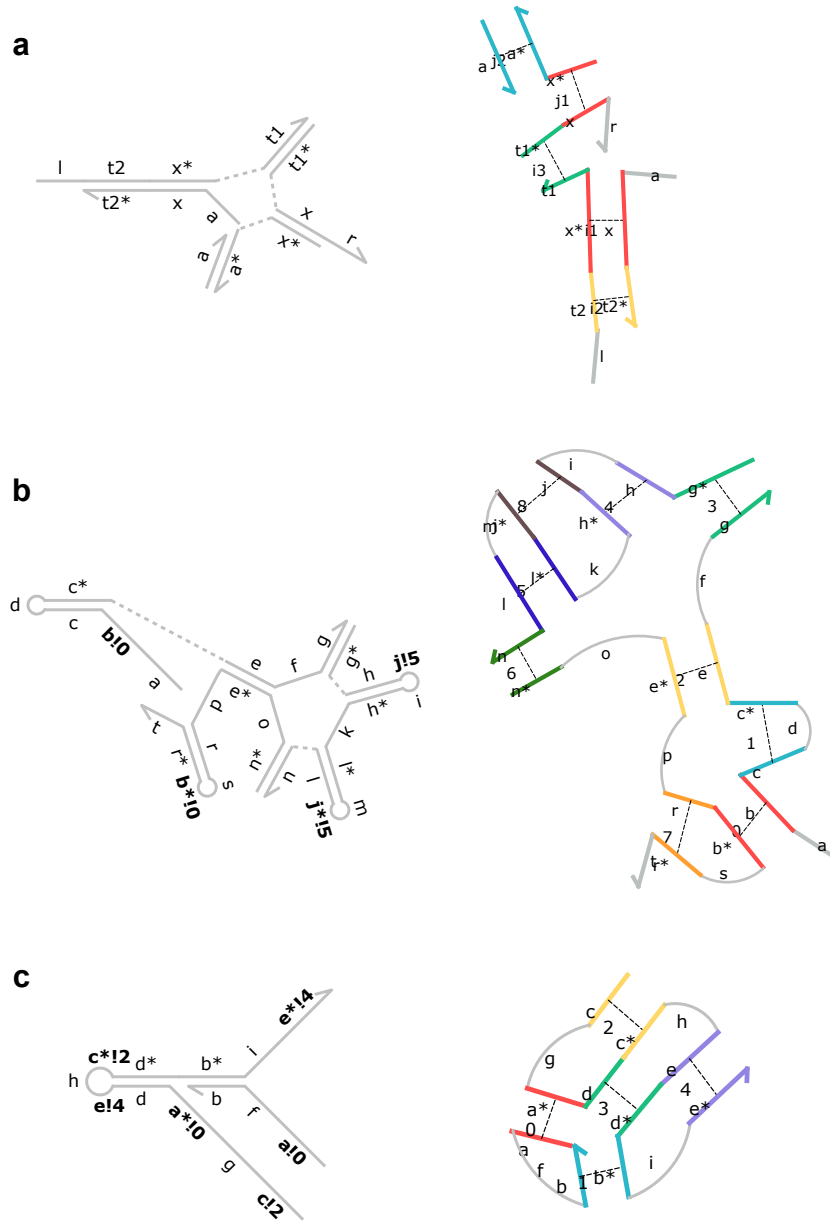 a
l t2 x*
t2* x
a
a a*
t1
t1*
x
x*
r
a j2 a*
x*
j1
x
r
t1*
i3
t1
a
x* i1 x
t2 i2 t2*
l
b
d c*
c
b!0
a
t
r*
b*!0
s
r
p
e
e*
f
g
g*
h
j!5
h*
i
k
o
n*
n
l
l*
j*!5
m
i
j
h
g*
3
g
8
4
h*
m j*
k
f
l
5
l*
n
6
n*
o
e* 2 e
c*
d
1
c
p
r
b
0
b*
7
t r*
s
a
c
c*!2
h
e!4
d* b*
d b
i
e*!4
f
a!0
a*!0
g
c!2
c
2
c*
h
g
e
d
3
4
e*
a*
0
d*
a
f
b 1 b*
i